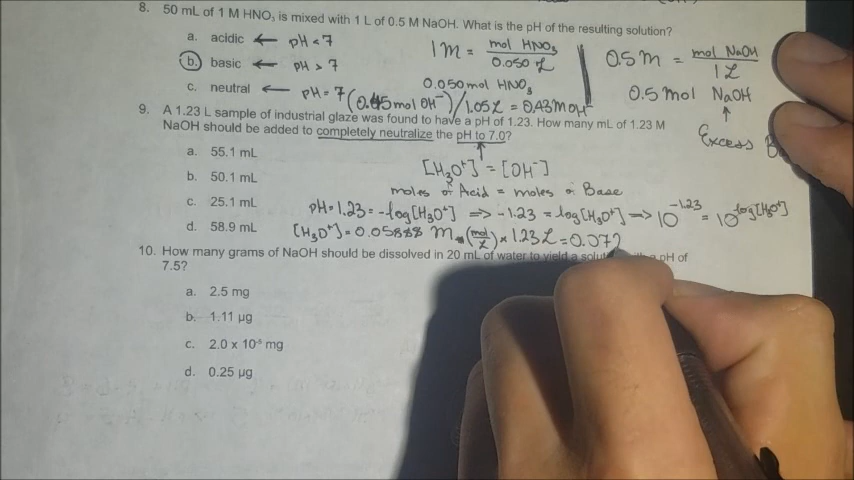 8. 50 mL of 1 M HNO₃ is mixed with 1 L of 0.5 M NaOH. What is the pH of the resulting solution?
a. acidic ← pH < 7
b. basic ← pH > 7
c. neutral ← pH = 7
1M = mol HNO₃ / 0.050 L
0.050 mol HNO₃
(0.45 mol OH⁻)/1.05L = 0.43M OH⁻
0.5M = mol NaOH / 1L
0.5 mol NaOH
↑
Excess
9. A 1.23 L sample of industrial glaze was found to have a pH of 1.23. How many mL of 1.23 M
NaOH should be added to completely neutralize the pH to 7.0?
a. 55.1 mL
b. 50.1 mL
c. 25.1 mL
d. 58.9 mL
[H₃O⁺] = [OH⁻]
moles of Acid = moles of Base
pH = 1.23 = -log[H₃O⁺] => -1.23 = log[H₃O⁺] => 10^-1.23 = 10^log[H₃O⁺]
[H₃O⁺] = 0.05888 M (mol/L) × 1.23L = 0.072
10. How many grams of NaOH should be dissolved in 20 mL of water to yield a pH of
7.5?
a. 2.5 mg
b. 1.11 µg
c. 2.0 x 10⁻⁵ mg
d. 0.25 µg